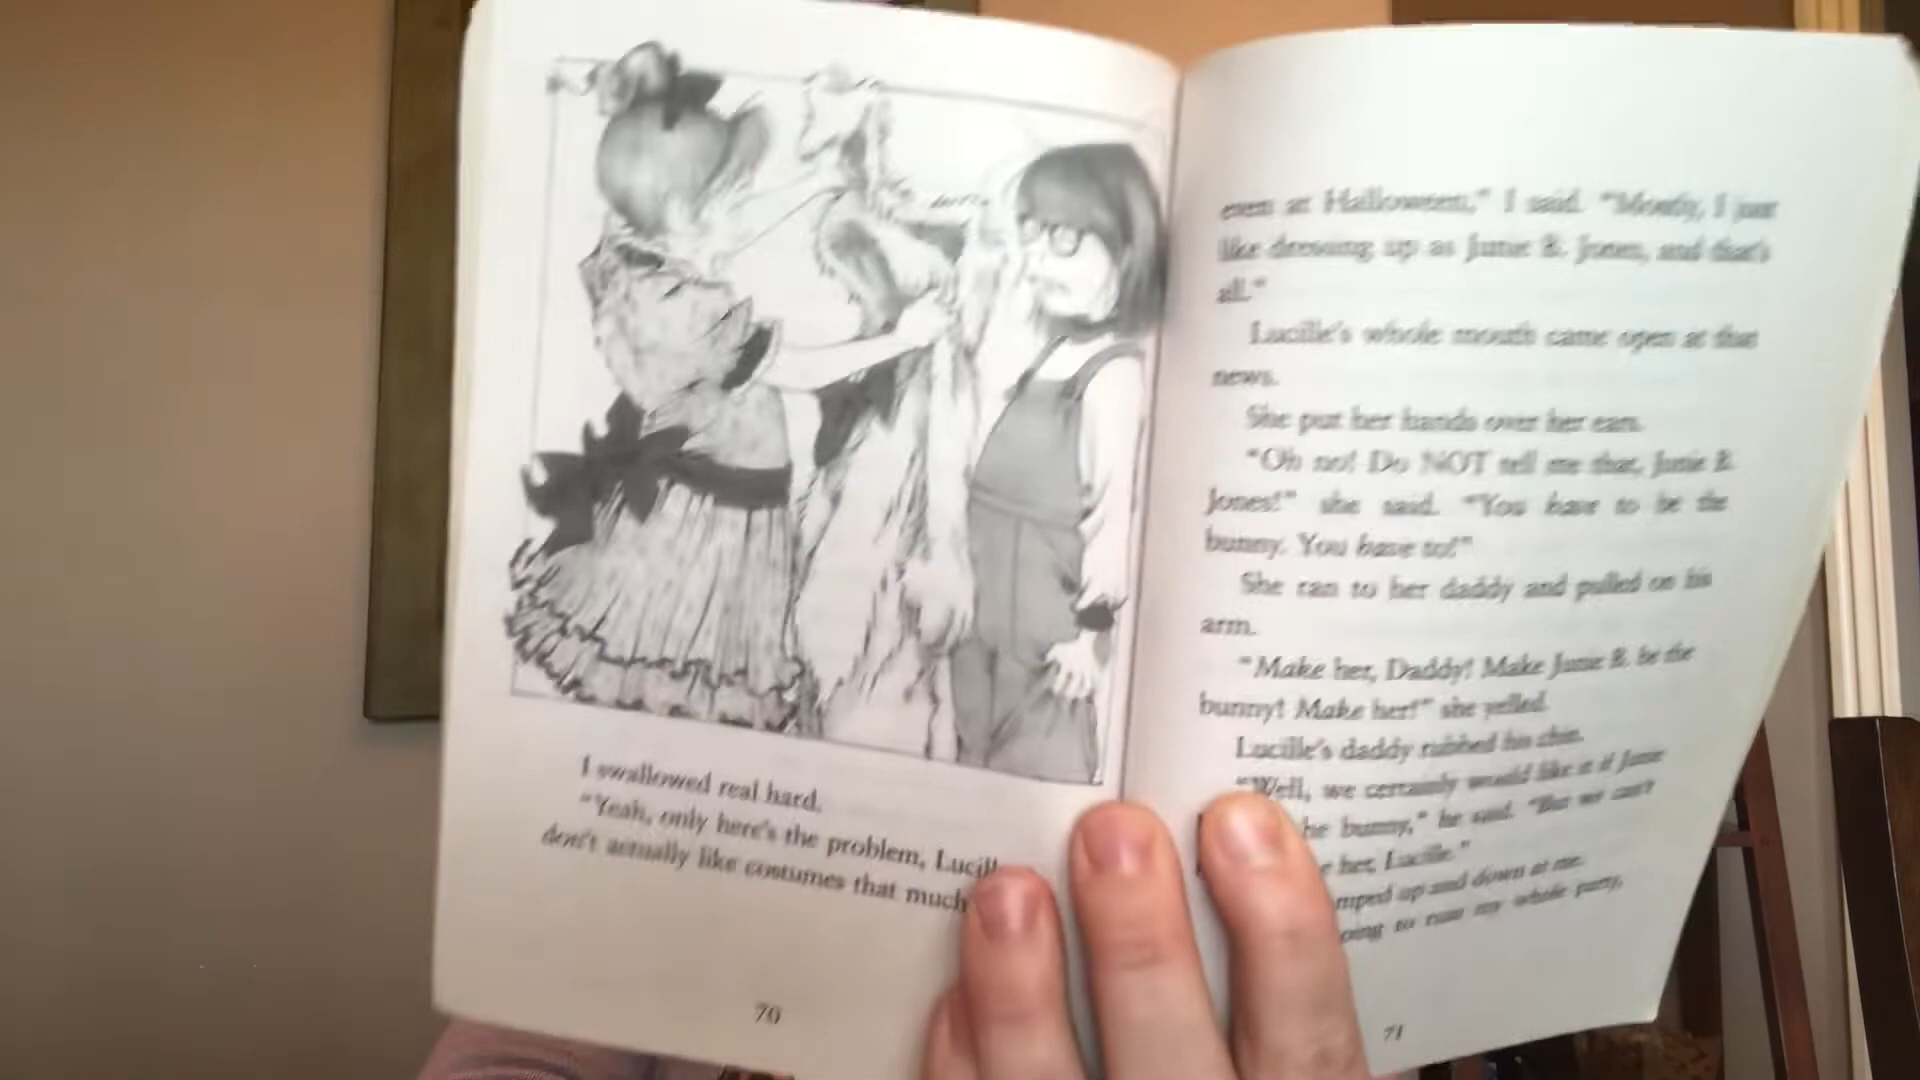 I swallowed real hard.
"Yeah, only here's the problem, Lucill
don't actually like costumes that much
70
even at Halloween," I said. "Mostly, I just
like dressing up as Junie B. Jones, and that's
all."
Lucille's whole mouth came open at that
news.
She put her hands over her ears.
"Oh no! Do NOT tell me that, Junie B.
Jones!" she said. "You have to be the
bunny. You have to!"
She ran to her daddy and pulled on his
arm.
"Make her, Daddy! Make Junie B. be the
bunny! Make her!" she yelled.
Lucille's daddy rubbed his chin.
"Well, we certainly would like it if Junie
he bunny," he said. "But we can't
e her, Lucille."
mped up and down at me.
oing to ruin my whole party,
71